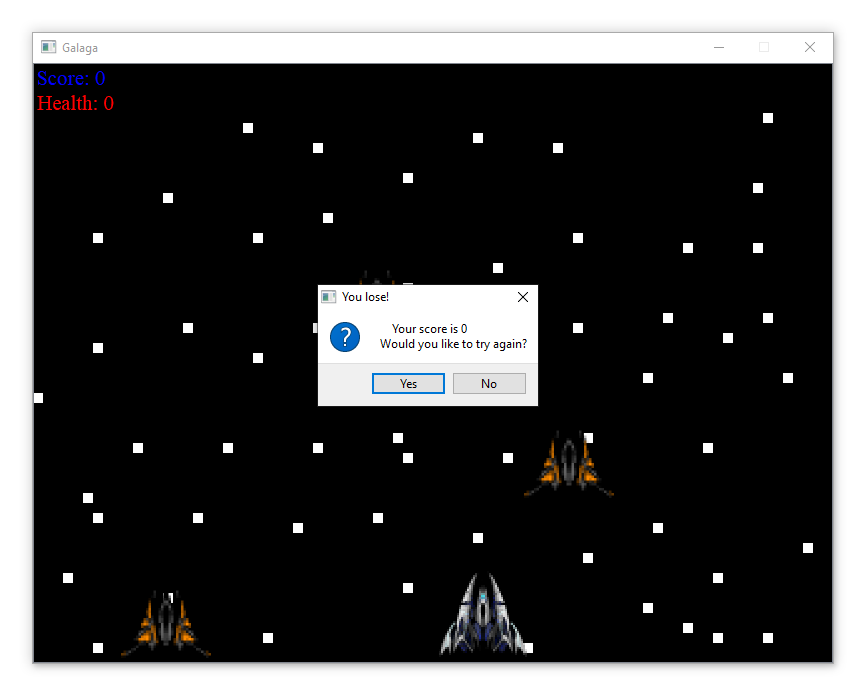 Galaga
Score: 0
Health: 0
You lose!
?
Your score is 0
Would you like to try again?
Yes
No